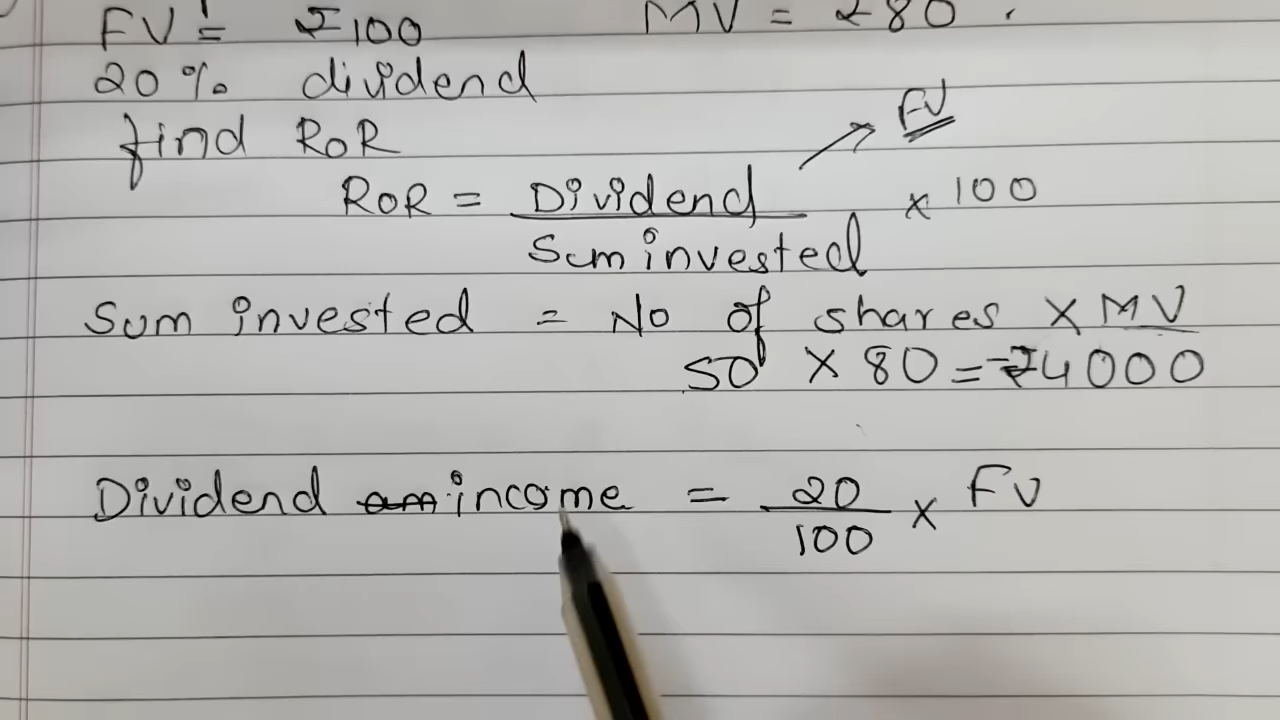 FV = ₹100 MV = ₹80.
20% dividend
find ROR
FV
ROR = Dividend / Sum invested × 100
Sum invested = No of shares × MV
50 × 80 = ₹4000
Dividend income = 20/100 × FV